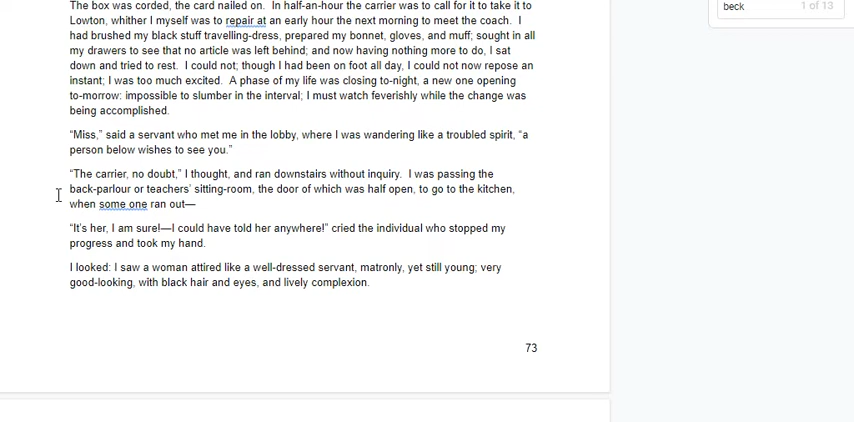 The box was corded, the card nailed on.  In half-an-hour the carrier was to call for it to take it to
beck
1 of 13
Lowton, whither I myself was to repair at an early hour the next morning to meet the coach.  I
had brushed my black stuff travelling-dress, prepared my bonnet, gloves, and muff; sought in all
my drawers to see that no article was left behind; and now having nothing more to do, I sat
down and tried to rest.  I could not; though I had been on foot all day, I could not now repose an
instant; I was too much excited.  A phase of my life was closing to-night, a new one opening
to-morrow: impossible to slumber in the interval; I must watch feverishly while the change was
being accomplished.
“Miss,” said a servant who met me in the lobby, where I was wandering like a troubled spirit, “a
person below wishes to see you.”
“The carrier, no doubt,” I thought, and ran downstairs without inquiry.  I was passing the
back-parlour or teachers’ sitting-room, the door of which was half open, to go to the kitchen,
when some one ran out—
“It’s her, I am sure!—I could have told her anywhere!” cried the individual who stopped my
progress and took my hand.
I looked: I saw a woman attired like a well-dressed servant, matronly, yet still young; very
good-looking, with black hair and eyes, and lively complexion.
73